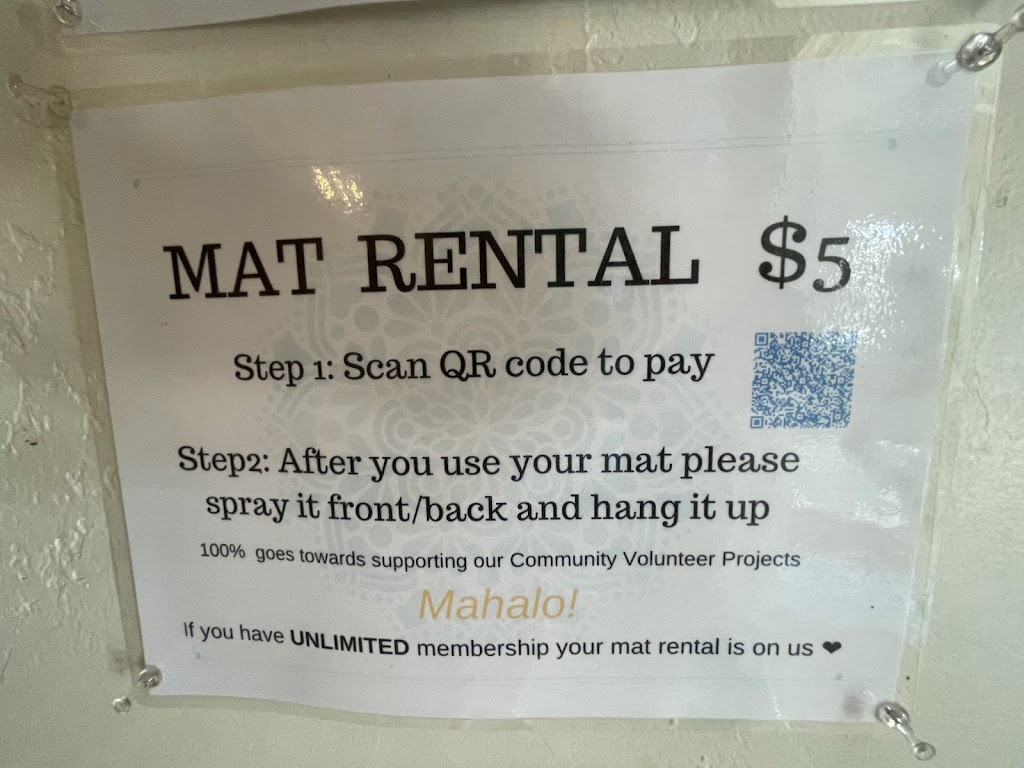 MAT RENTAL $5
Step 1: Scan QR code to pay
Step2: After you use your mat please
spray it front/back and hang it up
100% goes towards supporting our Community Volunteer Projects
Mahalo!
If you have UNLIMITED membership your mat rental is on us ❤